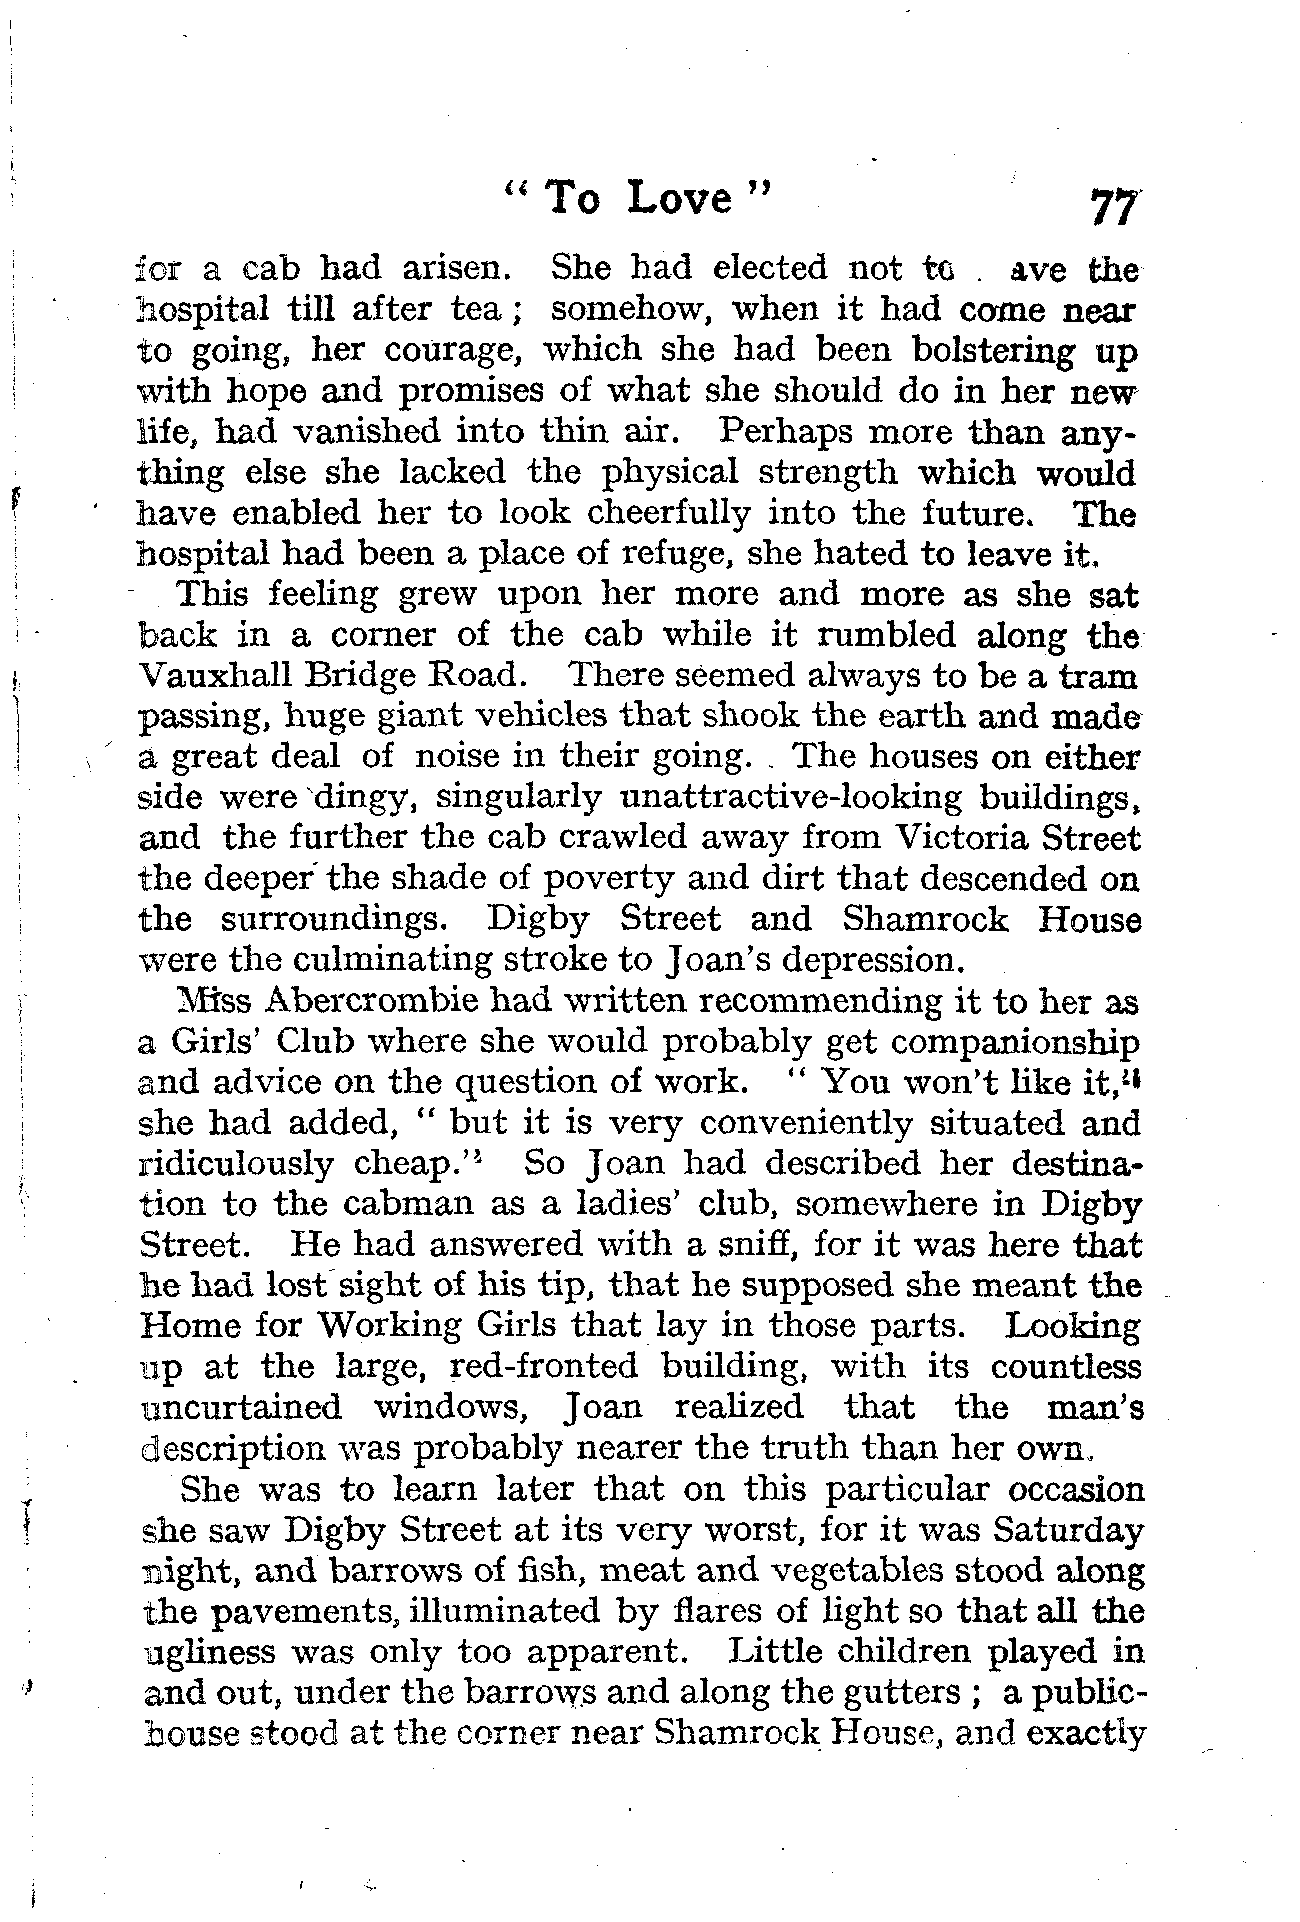 “ To Love ” 77
for a cab had arisen. She had elected not to ave the
hospital till after tea ; somehow, when it had come near
to going, her courage, which she had been bolstering up
with hope and promises of what she should do in her new
life, had vanished into thin air. Perhaps more than any-
thing else she lacked the physical strength which would
have enabled her to look cheerfully into the future. The
hospital had been a place of refuge, she hated to leave it.
This feeling grew upon her more and more as she sat
back in a corner of the cab while it rumbled along the
Vauxhall Bridge Road. There seemed always to be a tram
passing, huge giant vehicles that shook the earth and made
a great deal of noise in their going. The houses on either
side were dingy, singularly unattractive-looking buildings,
and the further the cab crawled away from Victoria Street
the deeper the shade of poverty and dirt that descended on
the surroundings. Digby Street and Shamrock House
were the culminating stroke to Joan’s depression.
Miss Abercrombie had written recommending it to her as
a Girls’ Club where she would probably get companionship
and advice on the question of work. “ You won’t like it,”
she had added, “ but it is very conveniently situated and
ridiculously cheap.” So Joan had described her destina-
tion to the cabman as a ladies’ club, somewhere in Digby
Street. He had answered with a sniff, for it was here that
he had lost sight of his tip, that he supposed she meant the
Home for Working Girls that lay in those parts. Looking
up at the large, red-fronted building, with its countless
uncurtained windows, Joan realized that the man’s
description was probably nearer the truth than her own.
She was to learn later that on this particular occasion
she saw Digby Street at its very worst, for it was Saturday
night, and barrows of fish, meat and vegetables stood along
the pavements, illuminated by flares of light so that all the
ugliness was only too apparent. Little children played in
and out, under the barrows and along the gutters ; a public-
house stood at the corner near Shamrock House, and exactly